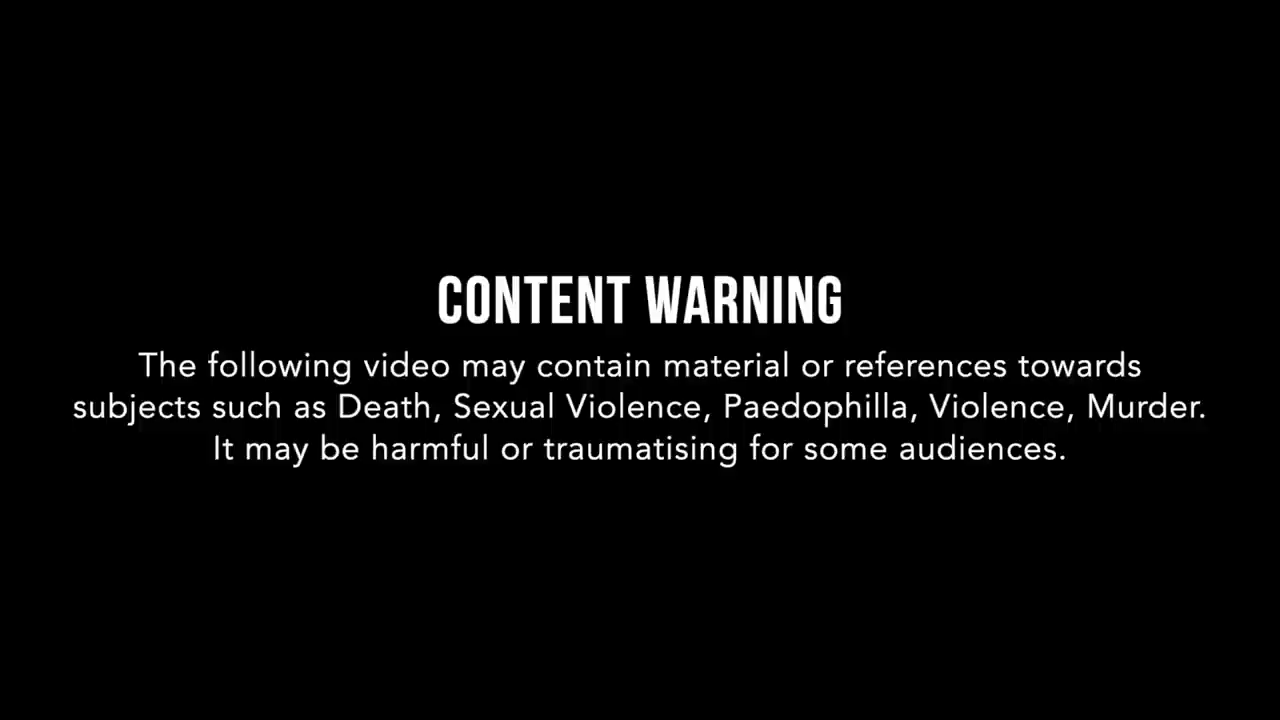 CONTENT WARNING
The following video may contain material or references towards
subjects such as Death, Sexual Violence, Paedophilla, Violence, Murder.
It may be harmful or traumatising for some audiences.